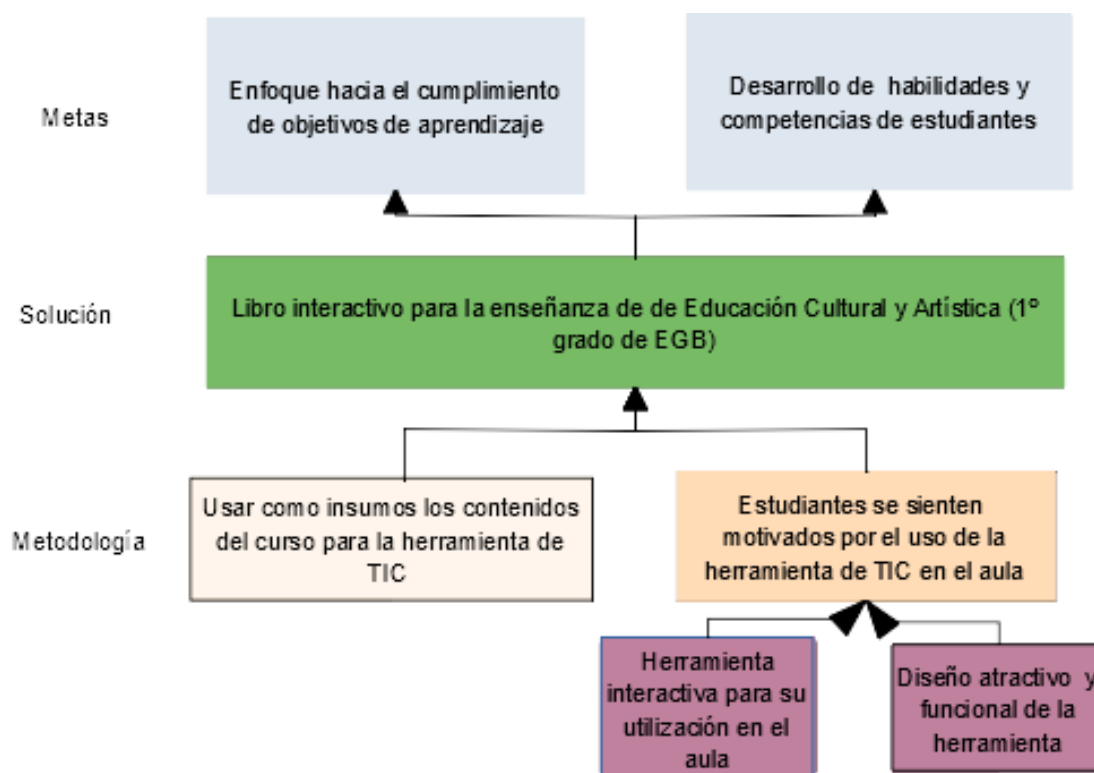 Metas
Enfoque hacia el cumplimiento
de objetivos de aprendizaje
Desarrollo de habilidades y
competencias de estudiantes
Solución
Libro interactivo para la enseñanza de de Educación Cultural y Artística (1º
grado de EGB)
Metodología
Usar como insumos los contenidos
del curso para la herramienta de
TIC
Estudiantes se sienten
motivados por el uso de la
herramienta de TIC en el aula
Herramienta
interactiva para su
utilización en el
aula
Diseño atractivo y
funcional de la
herramienta